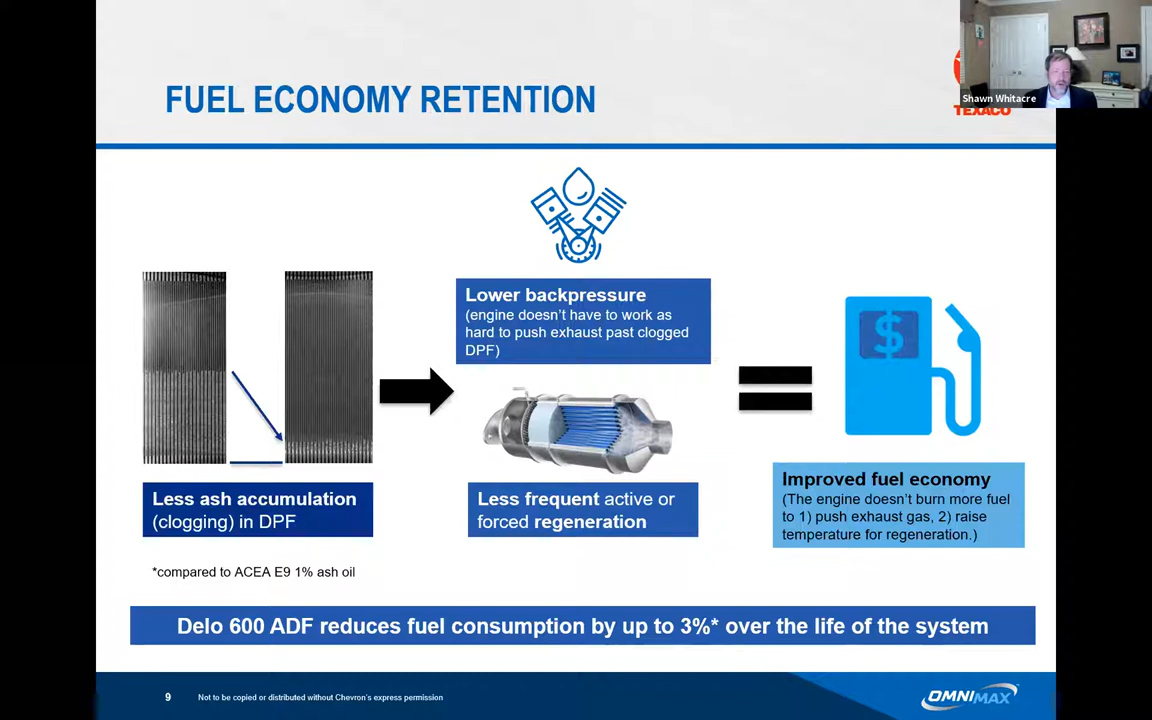 FUEL ECONOMY RETENTION
Shawn Whitacre
TEXACO
Lower backpressure
(engine doesn't have to work as
hard to push exhaust past clogged
DPF)
$
Less ash accumulation
(clogging) in DPF
Less frequent active or
forced regeneration
Improved fuel economy
(The engine doesn't burn more fuel
to 1) push exhaust gas, 2) raise
temperature for regeneration.)
*compared to ACEA E9 1% ash oil
Delo 600 ADF reduces fuel consumption by up to 3%* over the life of the system
9
Not to be copied or distributed without Chevron's express permission
OMNIMAX